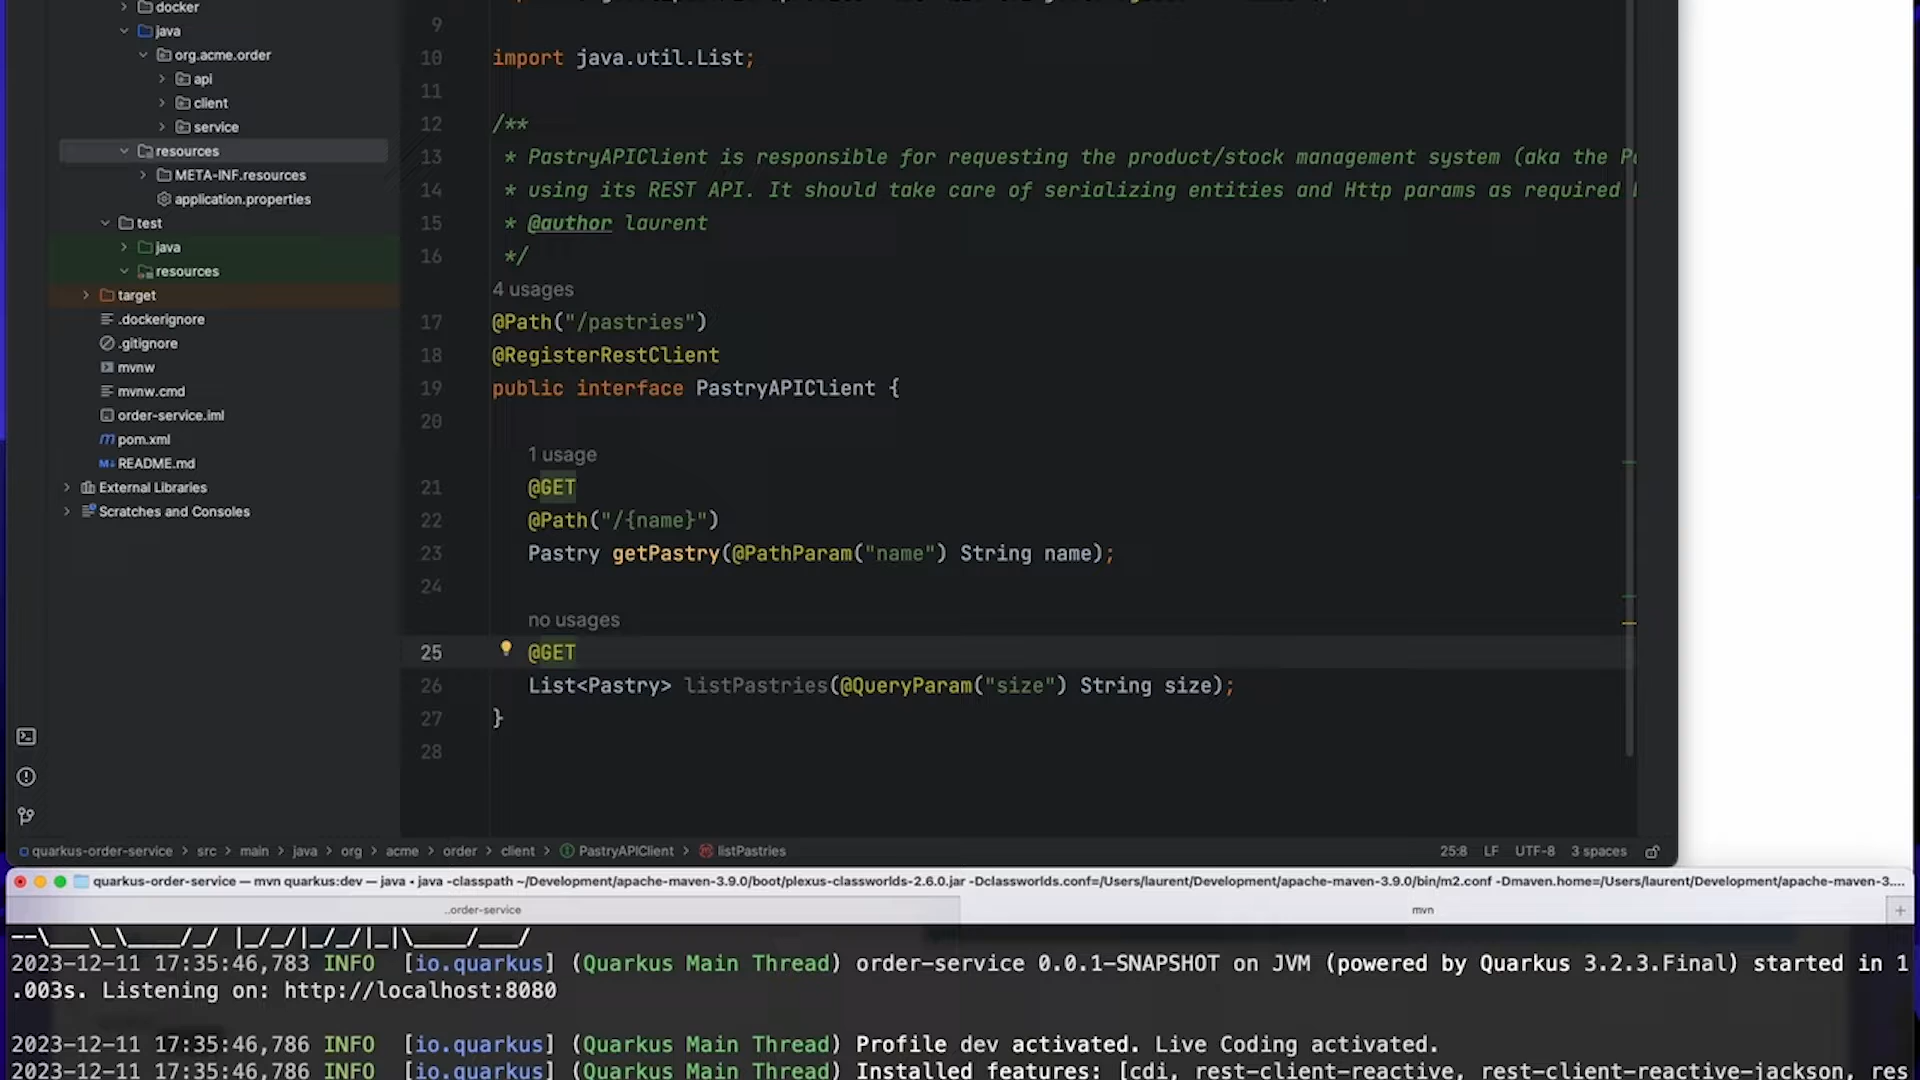 docker
java
org.acme.order
api
client
service
resources
META-INF.resources
application.properties
test
java
resources
target
.dockerignore
.gitignore
mvnw
mvnw.cmd
order-service.iml
pom.xml
README.md
External Libraries
Scratches and Consoles
9
10 import java.util.List;
11
12 /**
13 * PastryAPIClient is responsible for requesting the product/stock management system (aka the
14 * using its REST API. It should take care of serializing entities and Http params as required
15 * @author laurent
16 */
4 usages
17 @Path("/pastries")
18 @RegisterRestClient
19 public interface PastryAPIClient {
20
1 usage
21 @GET
22 @Path("/{name}")
23 Pastry getPastry(@PathParam("name") String name);
24
no usages
25 @GET
26 List<Pastry> listPastries(@QueryParam("size") String size);
27 }
28
quarkus-order-service > src > main > java > org > acme > order > client > PastryAPIClient > listPastries
25:8 LF UTF-8 3 spaces
quarkus-order-service — mvn quarkus:dev — java • java -classpath ~/Development/apache-maven-3.9.0/boot/plexus-classworlds-2.6.0.jar -Dclassworlds.conf=/Users/laurent/Development/apache-maven-3.9.0/bin/m2.conf -Dmaven.home=/Users/laurent/Development/apache-maven-3....
..order-service
mvn
--\___\_\____/_/ |_/_/|_/_/|_|\____/___/
2023-12-11 17:35:46,783 INFO [io.quarkus] (Quarkus Main Thread) order-service 0.0.1-SNAPSHOT on JVM (powered by Quarkus 3.2.3.Final) started in 1
.003s. Listening on: http://localhost:8080
2023-12-11 17:35:46,786 INFO [io.quarkus] (Quarkus Main Thread) Profile dev activated. Live Coding activated.
2023-12-11 17:35:46,786 INFO [io.quarkus] (Quarkus Main Thread) Installed features: [cdi, rest-client-reactive, rest-client-reactive-jackson, res